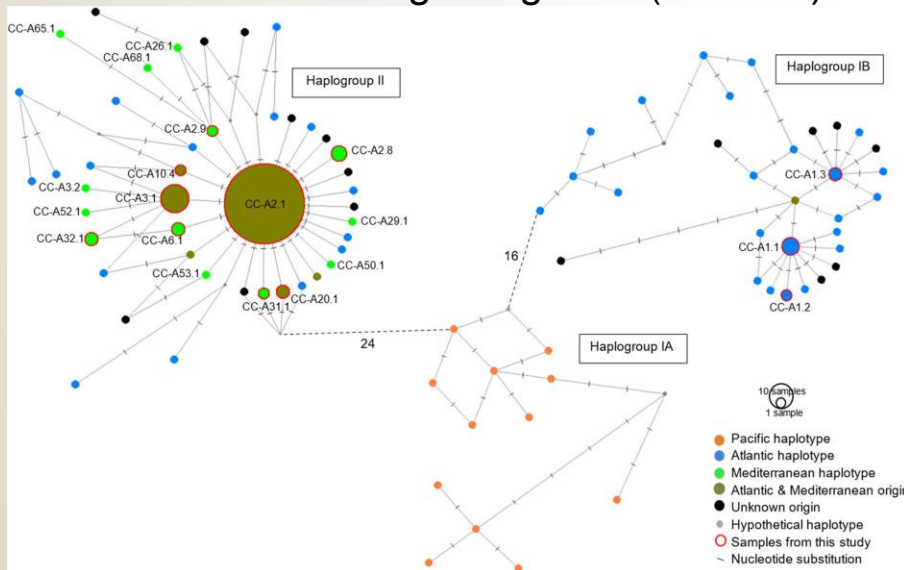 CC-A65.1
CC-A26.1
CC-A68.1
Haplogroup II
Haplogroup IB
CC-A2.9
CC-A2.8
CC-A10.4
CC-A3.2
CC-A3.1
CC-A2.1
CC-A1.3
CC-A52.1
CC-A29.1
CC-A32.1
CC-A6.1
CC-A1.1
16
CC-A53.1
CC-A50.1
CC-A20.1
CC-A31.1
CC-A1.2
24
Haplogroup IA
10 samples
1 sample
Pacific haplotype
Atlantic haplotype
Mediterranean haplotype
Atlantic & Mediterranean origin
Unknown origin
Hypothetical haplotype
Samples from this study
Nucleotide substitution